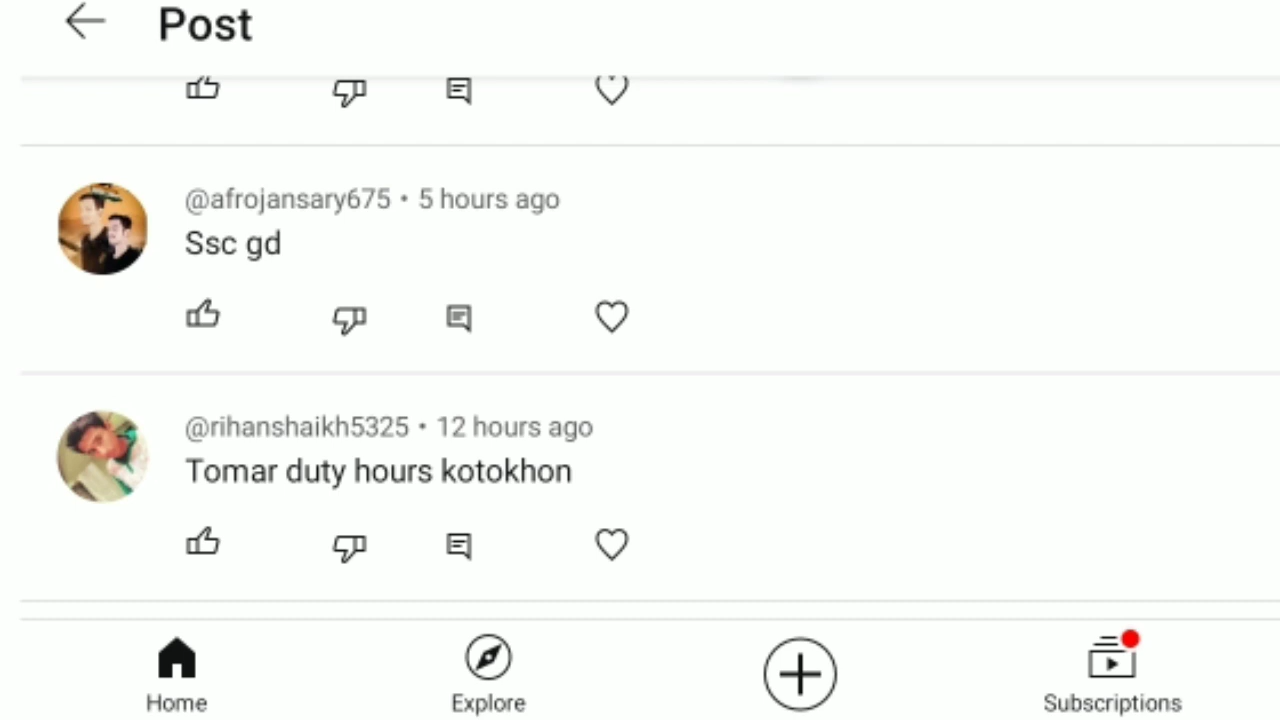 Post
@afrojansary675 • 5 hours ago
Ssc gd
@rihanshaikh5325 • 12 hours ago
Tomar duty hours kotokhon
Home
Explore
Subscriptions